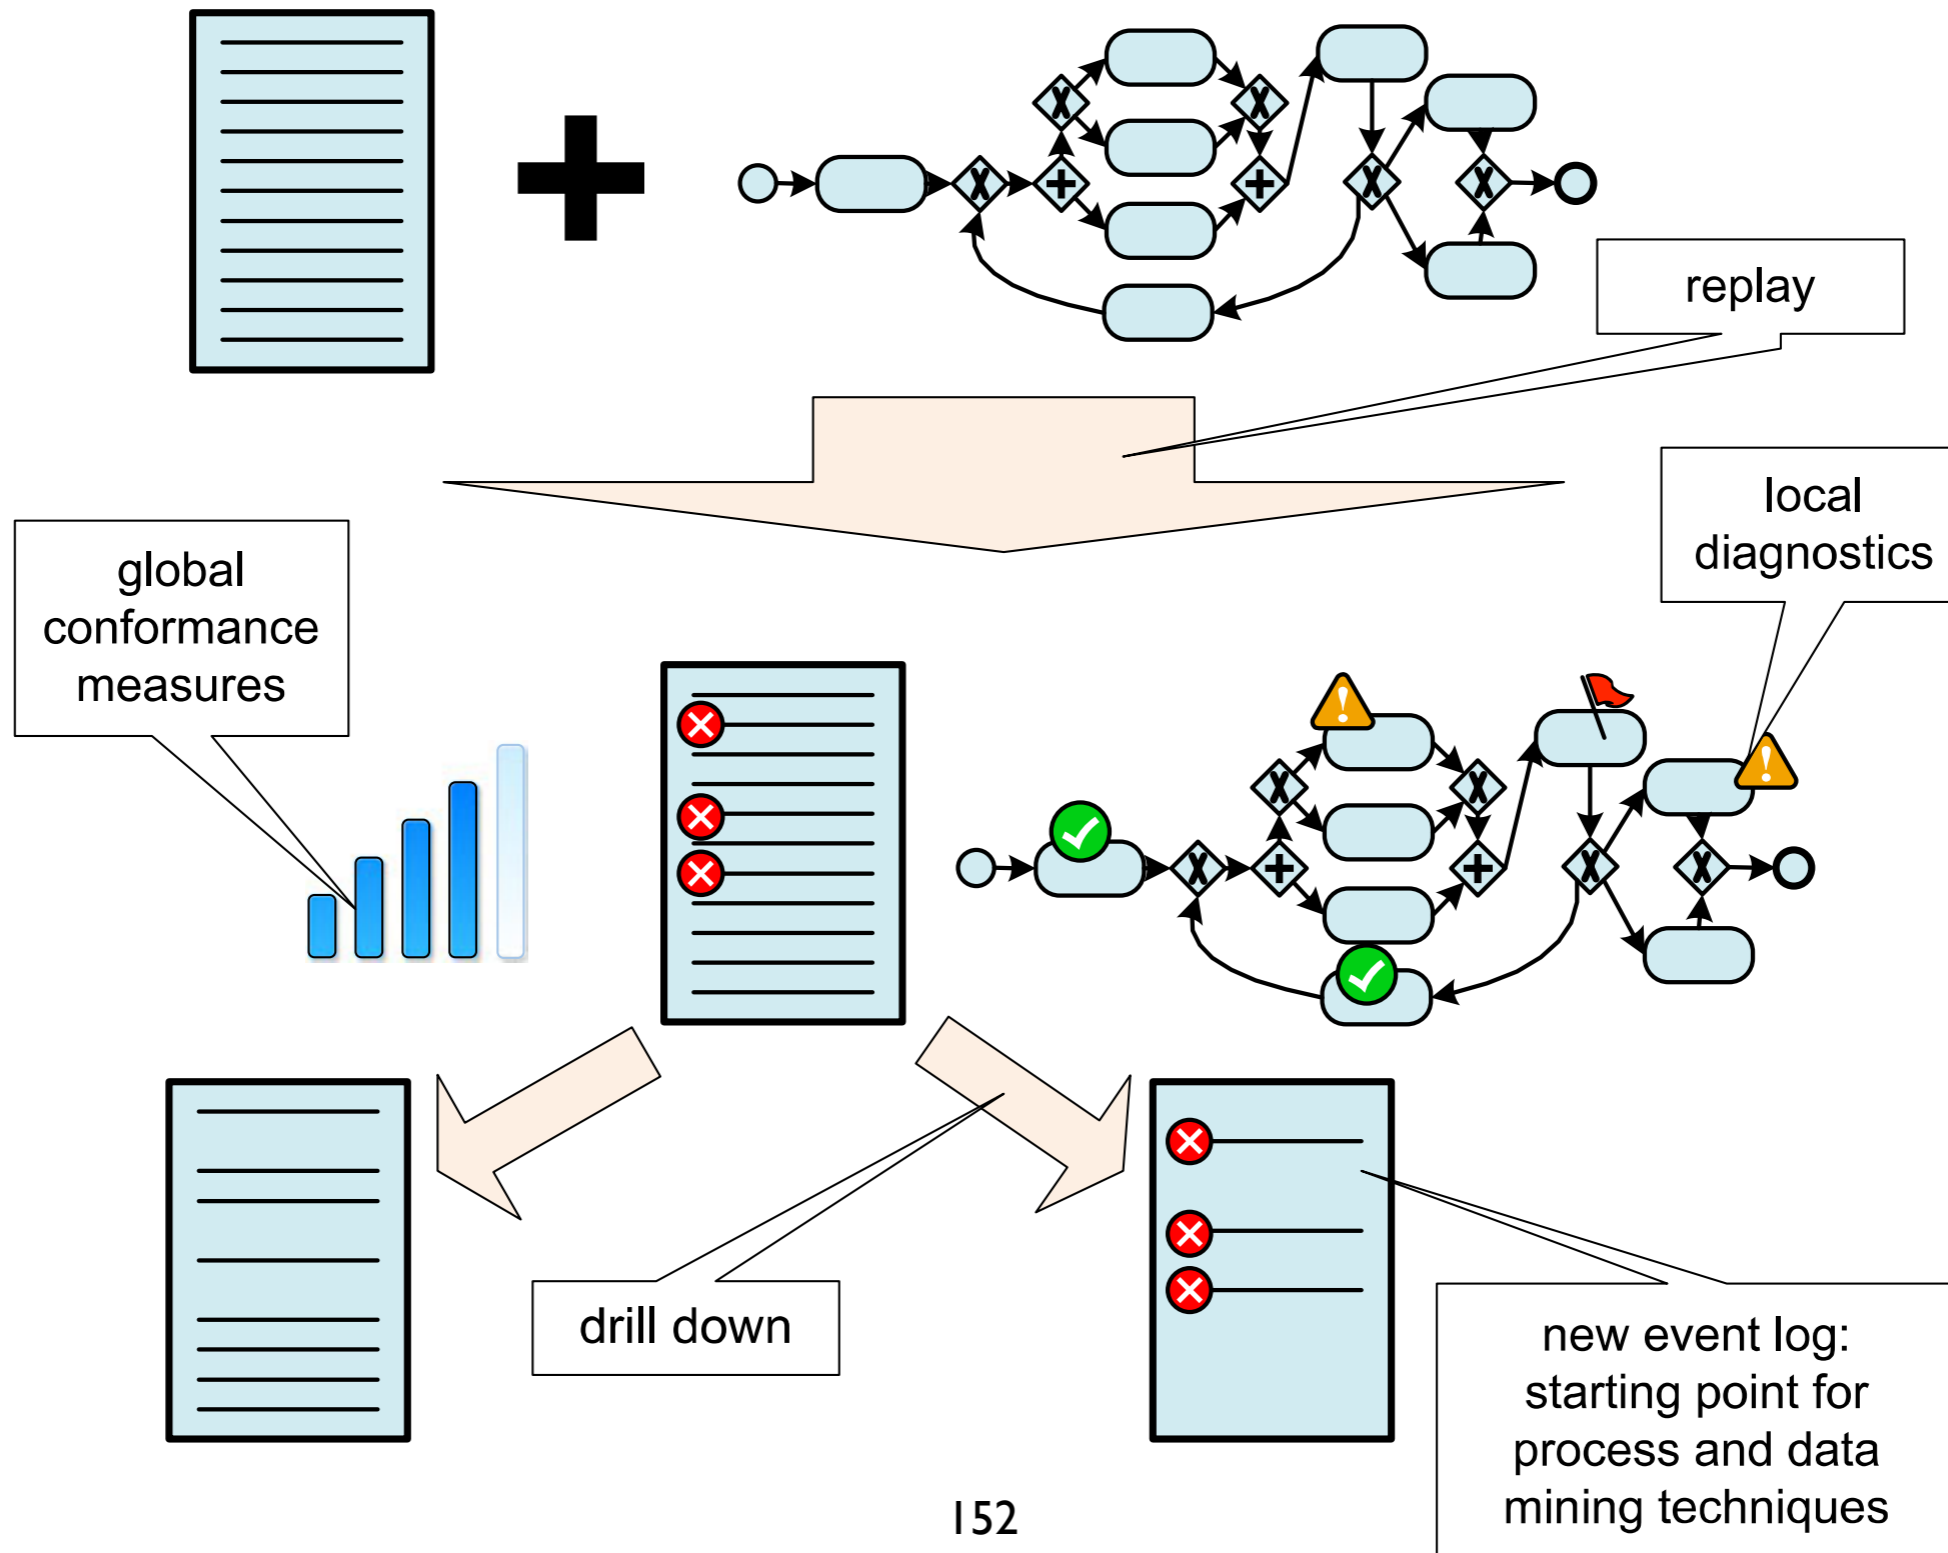 replay
local
diagnostics
global
conformance
measures
drill down
new event log:
starting point for
process and data
mining techniques
152